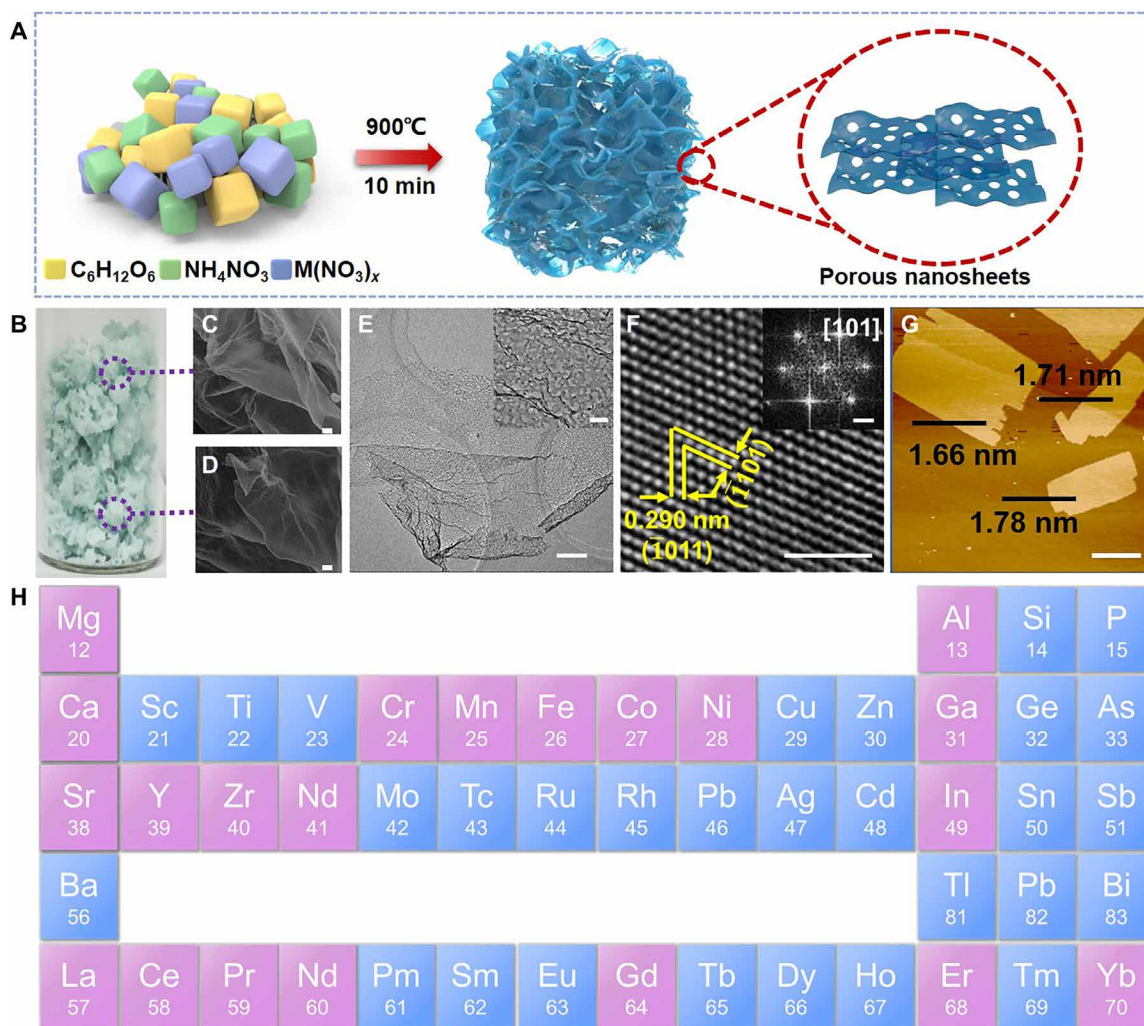 A
900℃
10 min
C₆H₁₂O₆ NH₄NO₃ M(NO₃)ₓ
Porous nanosheets
B
C
D
E
F
[101]
(1̄101)
0.290 nm
(1̄011)
G
1.71 nm
1.66 nm
1.78 nm
H
Mg Al Si P
12 13 14 15
Ca Sc Ti V Cr Mn Fe Co Ni Cu Zn Ga Ge As
20 21 22 23 24 25 26 27 28 29 30 31 32 33
Sr Y Zr Nd Mo Tc Ru Rh Pb Ag Cd In Sn Sb
38 39 40 41 42 43 44 45 46 47 48 49 50 51
Ba Tl Pb Bi
56 81 82 83
La Ce Pr Nd Pm Sm Eu Gd Tb Dy Ho Er Tm Yb
57 58 59 60 61 62 63 64 65 66 67 68 69 70